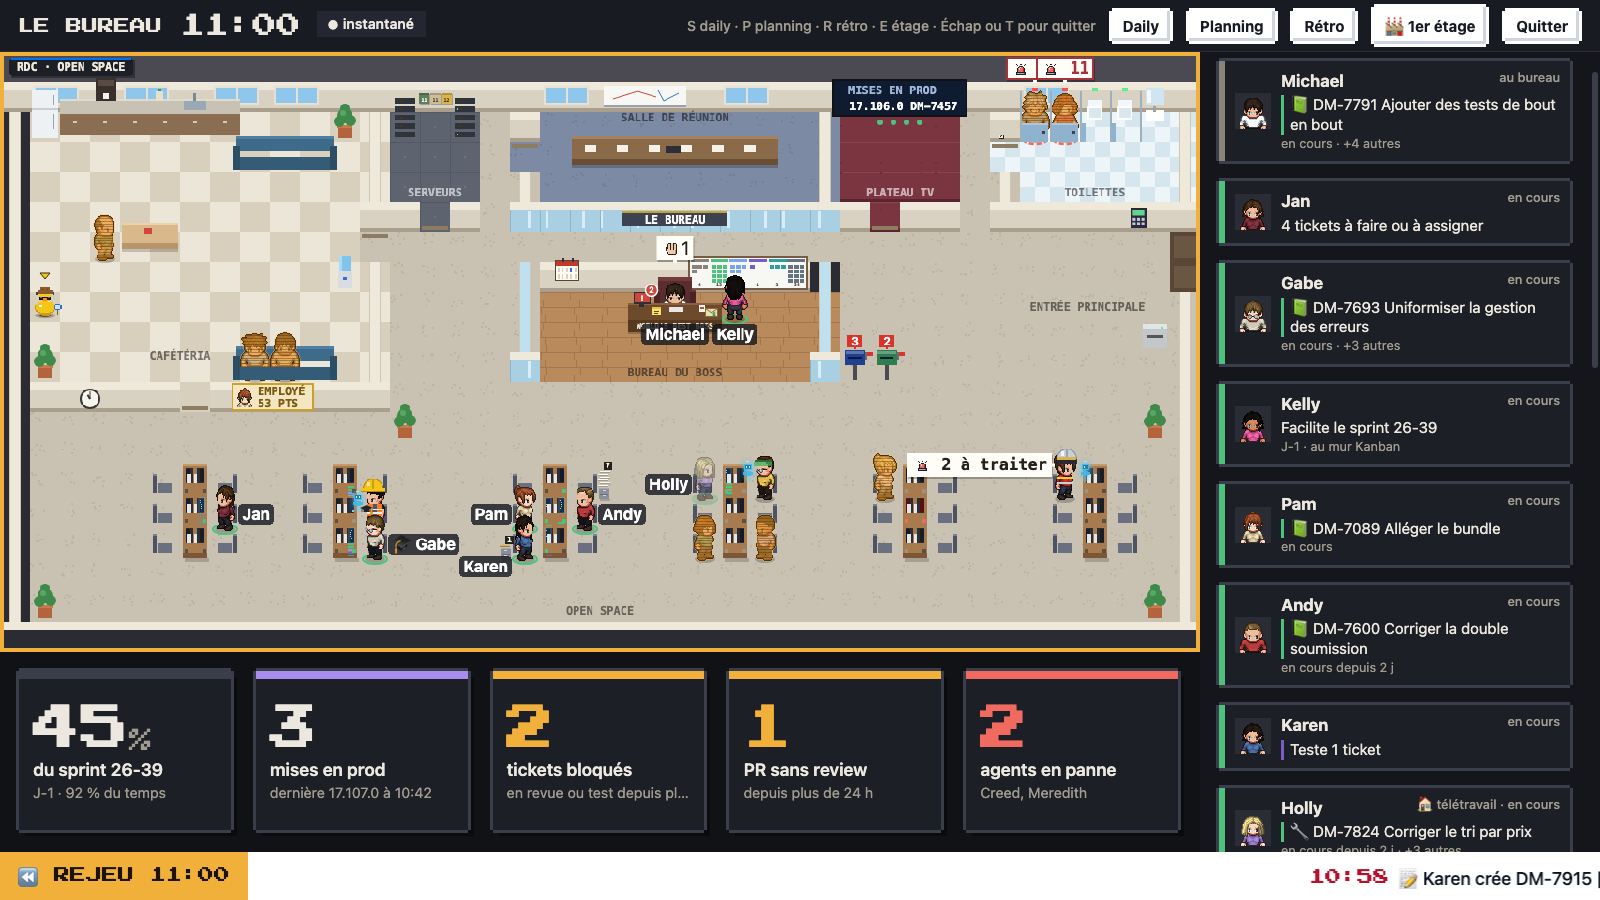 LE BUREAU 11:00 ● instantané
S daily · P planning · R rétro · E étage · Échap ou T pour quitter
Daily
Planning
Rétro
1er étage
Quitter
RDC · OPEN SPACE
11
MISES EN PROD
17.106.0 DM-7457
SALLE DE RÉUNION
SERVEURS
PLATEAU TV
TOILETTES
LE BUREAU
1
2
Michael
Kelly
ENTRÉE PRINCIPALE
CAFÉTÉRIA
BUREAU DU BOSS
3
2
EMPLOYÉ
53 PTS
2 à traiter
Holly
Jan
Pam
Andy
Gabe
Karen
OPEN SPACE
45%
du sprint 26-39
J-1 · 92 % du temps
3
mises en prod
dernière 17.107.0 à 10:42
2
tickets bloqués
en revue ou test depuis pl...
1
PR sans review
depuis plus de 24 h
2
agents en panne
Creed, Meredith
Michael
au bureau
DM-7791 Ajouter des tests de bout
en bout
en cours · +4 autres
Jan
en cours
4 tickets à faire ou à assigner
Gabe
en cours
DM-7693 Uniformiser la gestion
des erreurs
en cours · +3 autres
Kelly
en cours
Facilite le sprint 26-39
J-1 · au mur Kanban
Pam
en cours
DM-7089 Alléger le bundle
en cours
Andy
en cours
DM-7600 Corriger la double
soumission
en cours depuis 2 j
Karen
en cours
Teste 1 ticket
Holly
télétravail · en cours
DM-7824 Corriger le tri par prix
en cours depuis 2 j · +3 autres
REJEU 11:00
10:58 Karen crée DM-7915